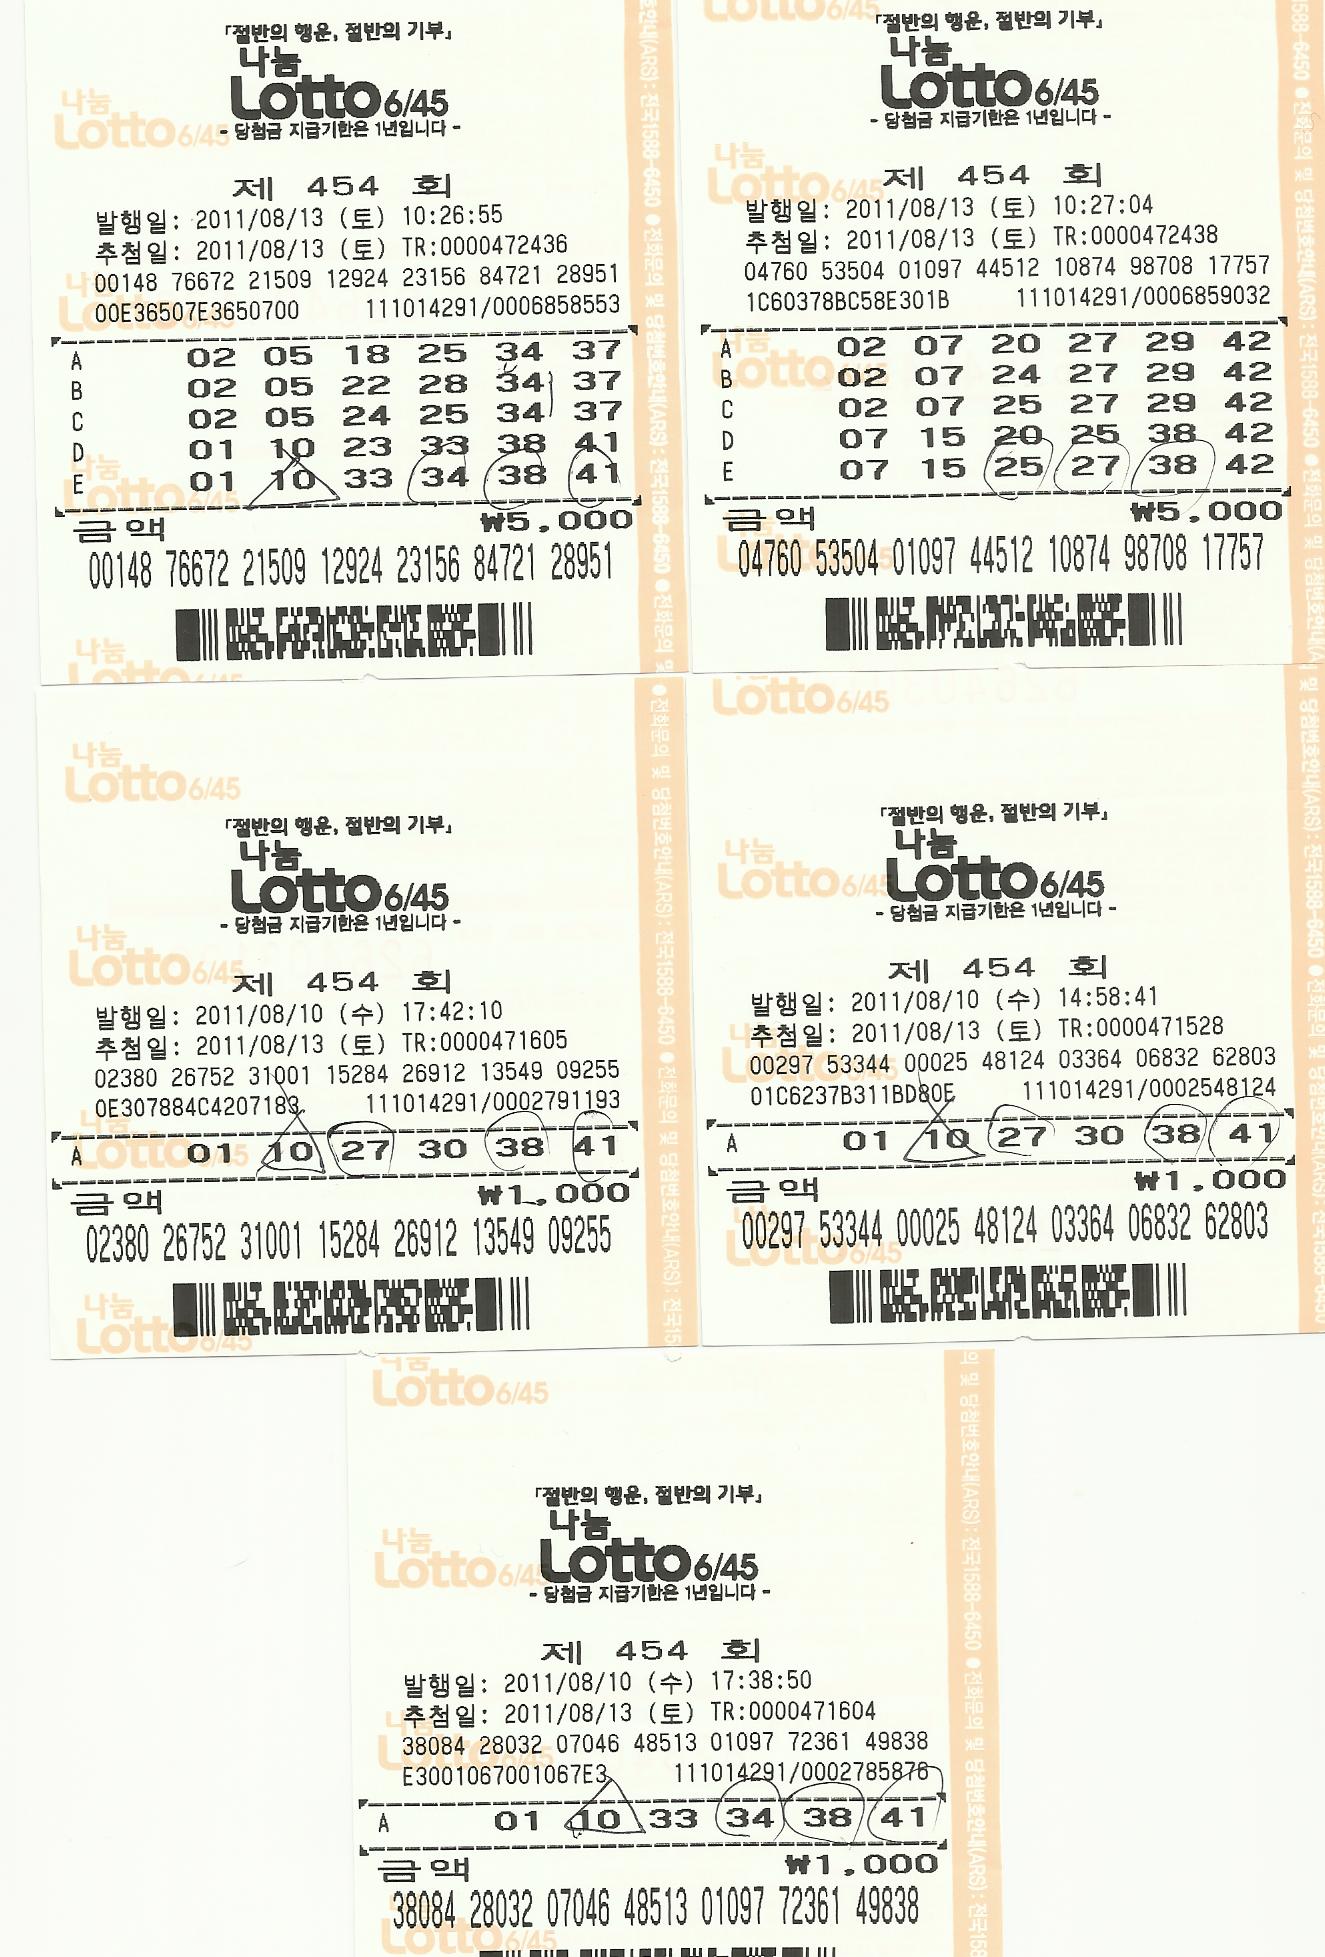 「절반의 행운, 절반의 기부」
나눔
Lotto 6/45
- 당첨금 지급기한은 1년입니다 -
제 454 회
발행일: 2011/08/13 (토) 10:26:55
추첨일: 2011/08/13 (토) TR:0000472436
00148 76672 21509 12924 23156 84721 28951
00E36507E3650700 111014291/0006858553
A 02 05 18 25 34 37
B 02 05 22 28 34 37
C 02 05 24 25 34 37
D 01 10 23 33 38 41
E 01 10 33 34 38 41
금액 ₩5,000
00148 76672 21509 12924 23156 84721 28951
「절반의 행운, 절반의 기부」
나눔
Lotto 6/45
- 당첨금 지급기한은 1년입니다 -
제 454 회
발행일: 2011/08/13 (토) 10:27:04
추첨일: 2011/08/13 (토) TR:0000472438
04760 53504 01097 44512 10874 98708 17757
1C60378BC58E301B 111014291/0006859032
A 02 07 20 27 29 42
B 02 07 24 27 29 42
C 02 07 25 27 29 42
D 07 15 20 25 38 42
E 07 15 25 27 38 42
금액 ₩5,000
04760 53504 01097 44512 10874 98708 17757
「절반의 행운, 절반의 기부」
나눔
Lotto 6/45
- 당첨금 지급기한은 1년입니다 -
제 454 회
발행일: 2011/08/10 (수) 17:42:10
추첨일: 2011/08/13 (토) TR:0000471605
02380 26752 31001 15284 26912 13549 09255
0E307884C4207183 111014291/0002791193
A 01 10 27 30 38 41
금액 ₩1,000
02380 26752 31001 15284 26912 13549 09255
「절반의 행운, 절반의 기부」
나눔
Lotto 6/45
- 당첨금 지급기한은 1년입니다 -
제 454 회
발행일: 2011/08/10 (수) 14:58:41
추첨일: 2011/08/13 (토) TR:0000471528
00297 53344 00025 48124 03364 06832 62803
01C6237B311BD80E 111014291/0002548124
A 01 10 27 30 38 41
금액 ₩1,000
00297 53344 00025 48124 03364 06832 62803
「절반의 행운, 절반의 기부」
나눔
Lotto 6/45
- 당첨금 지급기한은 1년입니다 -
제 454 회
발행일: 2011/08/10 (수) 17:38:50
추첨일: 2011/08/13 (토) TR:0000471604
38084 28032 07046 48513 01097 72361 49838
E3001067001067E3 111014291/0002785876
A 01 10 33 34 38 41
금액 ₩1,000
38084 28032 07046 48513 01097 72361 49838